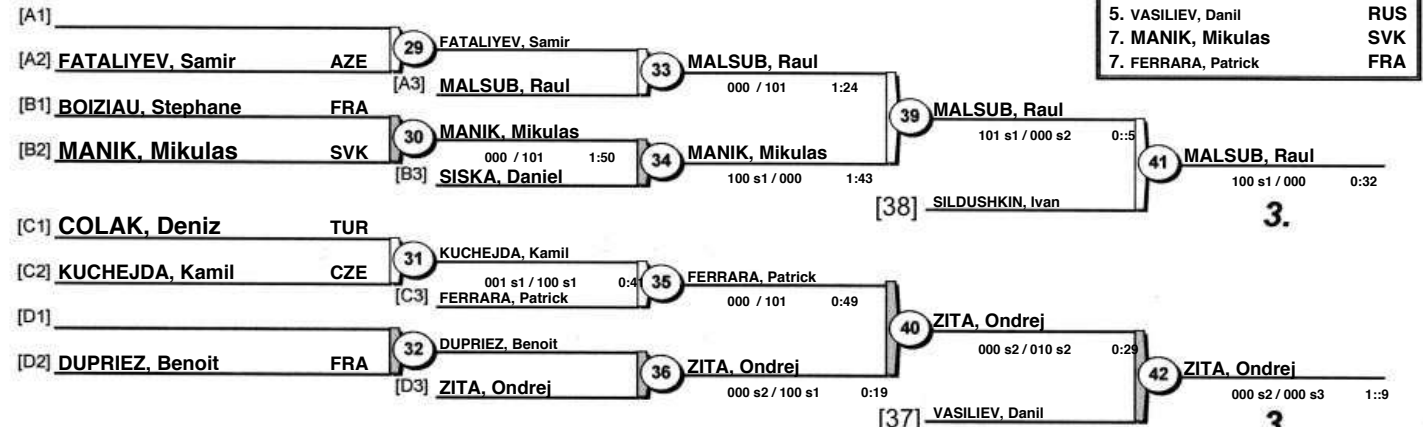 5. VASILIEV, Danil RUS
7. MANIK, Mikulas SVK
7. FERRARA, Patrick FRA
[A1]
[A2] FATALIYEV, Samir AZE
29 FATALIYEV, Samir
[A3] MALSUB, Raul
33 MALSUB, Raul
000 / 101 1:24
[B1] BOIZIAU, Stephane FRA
[B2] MANIK, Mikulas SVK
30 MANIK, Mikulas
000 / 101 1:50
[B3] SISKA, Daniel
34 MANIK, Mikulas
100 s1 / 000 1:43
39 MALSUB, Raul
101 s1 / 000 s2 0::5
[38] SILDUSHKIN, Ivan
41 MALSUB, Raul
100 s1 / 000 0:32
3.
[C1] COLAK, Deniz TUR
[C2] KUCHEJDA, Kamil CZE
31 KUCHEJDA, Kamil
001 s1 / 100 s1 0:41
[C3] FERRARA, Patrick
35 FERRARA, Patrick
000 / 101 0:49
[D1]
[D2] DUPRIEZ, Benoit FRA
32 DUPRIEZ, Benoit
[D3] ZITA, Ondrej
36 ZITA, Ondrej
000 s2 / 100 s1 0:19
40 ZITA, Ondrej
000 s2 / 010 s2 0:29
[37] VASILIEV, Danil
42 ZITA, Ondrej
000 s2 / 000 s3 1::9
3.